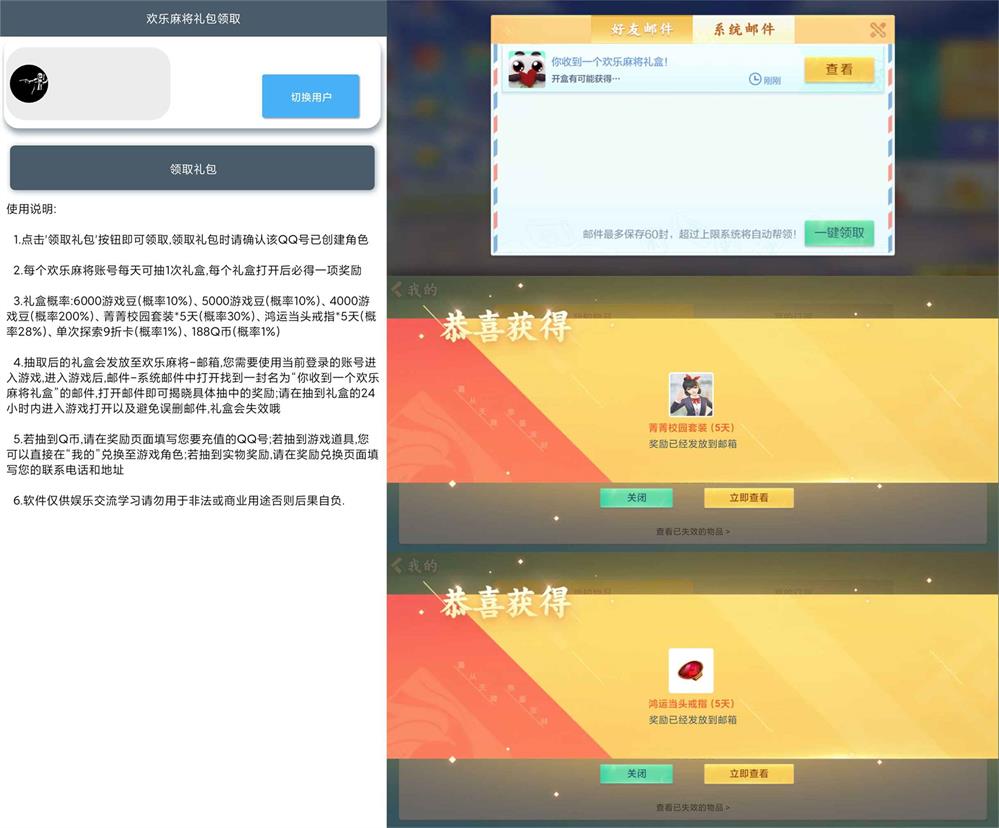 欢乐麻将礼包领取
切换用户
领取礼包
使用说明:
1.点击'领取礼包'按钮即可领取,领取礼包时请确认该QQ号已创建角色
2.每个欢乐麻将账号每天可抽1次礼盒,每个礼盒打开后必得一项奖励
3.礼盒概率:6000游戏豆(概率10%)、5000游戏豆(概率10%)、4000游
戏豆(概率200%)、菁菁校园套装*5天(概率30%)、鸿运当头戒指*5天(概
率28%)、单次探索9折卡(概率1%)、188Q币(概率1%)
4.抽取后的礼盒会发放至欢乐麻将-邮箱,您需要使用当前登录的账号进
入游戏,进入游戏后,邮件-系统邮件中打开找到一封名为“你收到一个欢乐
麻将礼盒”的邮件,打开邮件即可揭晓具体抽中的奖励;请在抽到礼盒的24
小时内进入游戏打开以及避免误删邮件,礼盒会失效哦
5.若抽到Q币,请在奖励页面填写您要充值的QQ号;若抽到游戏道具,您
可以直接在“我的”兑换至游戏角色;若抽到实物奖励,请在奖励兑换页面填
写您的联系电话和地址
6.软件仅供娱乐交流学习请勿用于非法或商业用途否则后果自负.
好友邮件
系统邮件
你收到一个欢乐麻将礼盒!
开盒有可能获得…
刚刚
查看
邮件最多保存60封，超过上限系统将自动帮领!
一键领取
我的
恭喜获得
菁菁校园套装 (5天)
奖励已经发放到邮箱
关闭
立即查看
查看已失效的物品 >
我的
恭喜获得
鸿运当头戒指 (5天)
奖励已经发放到邮箱
关闭
立即查看
查看已失效的物品 >